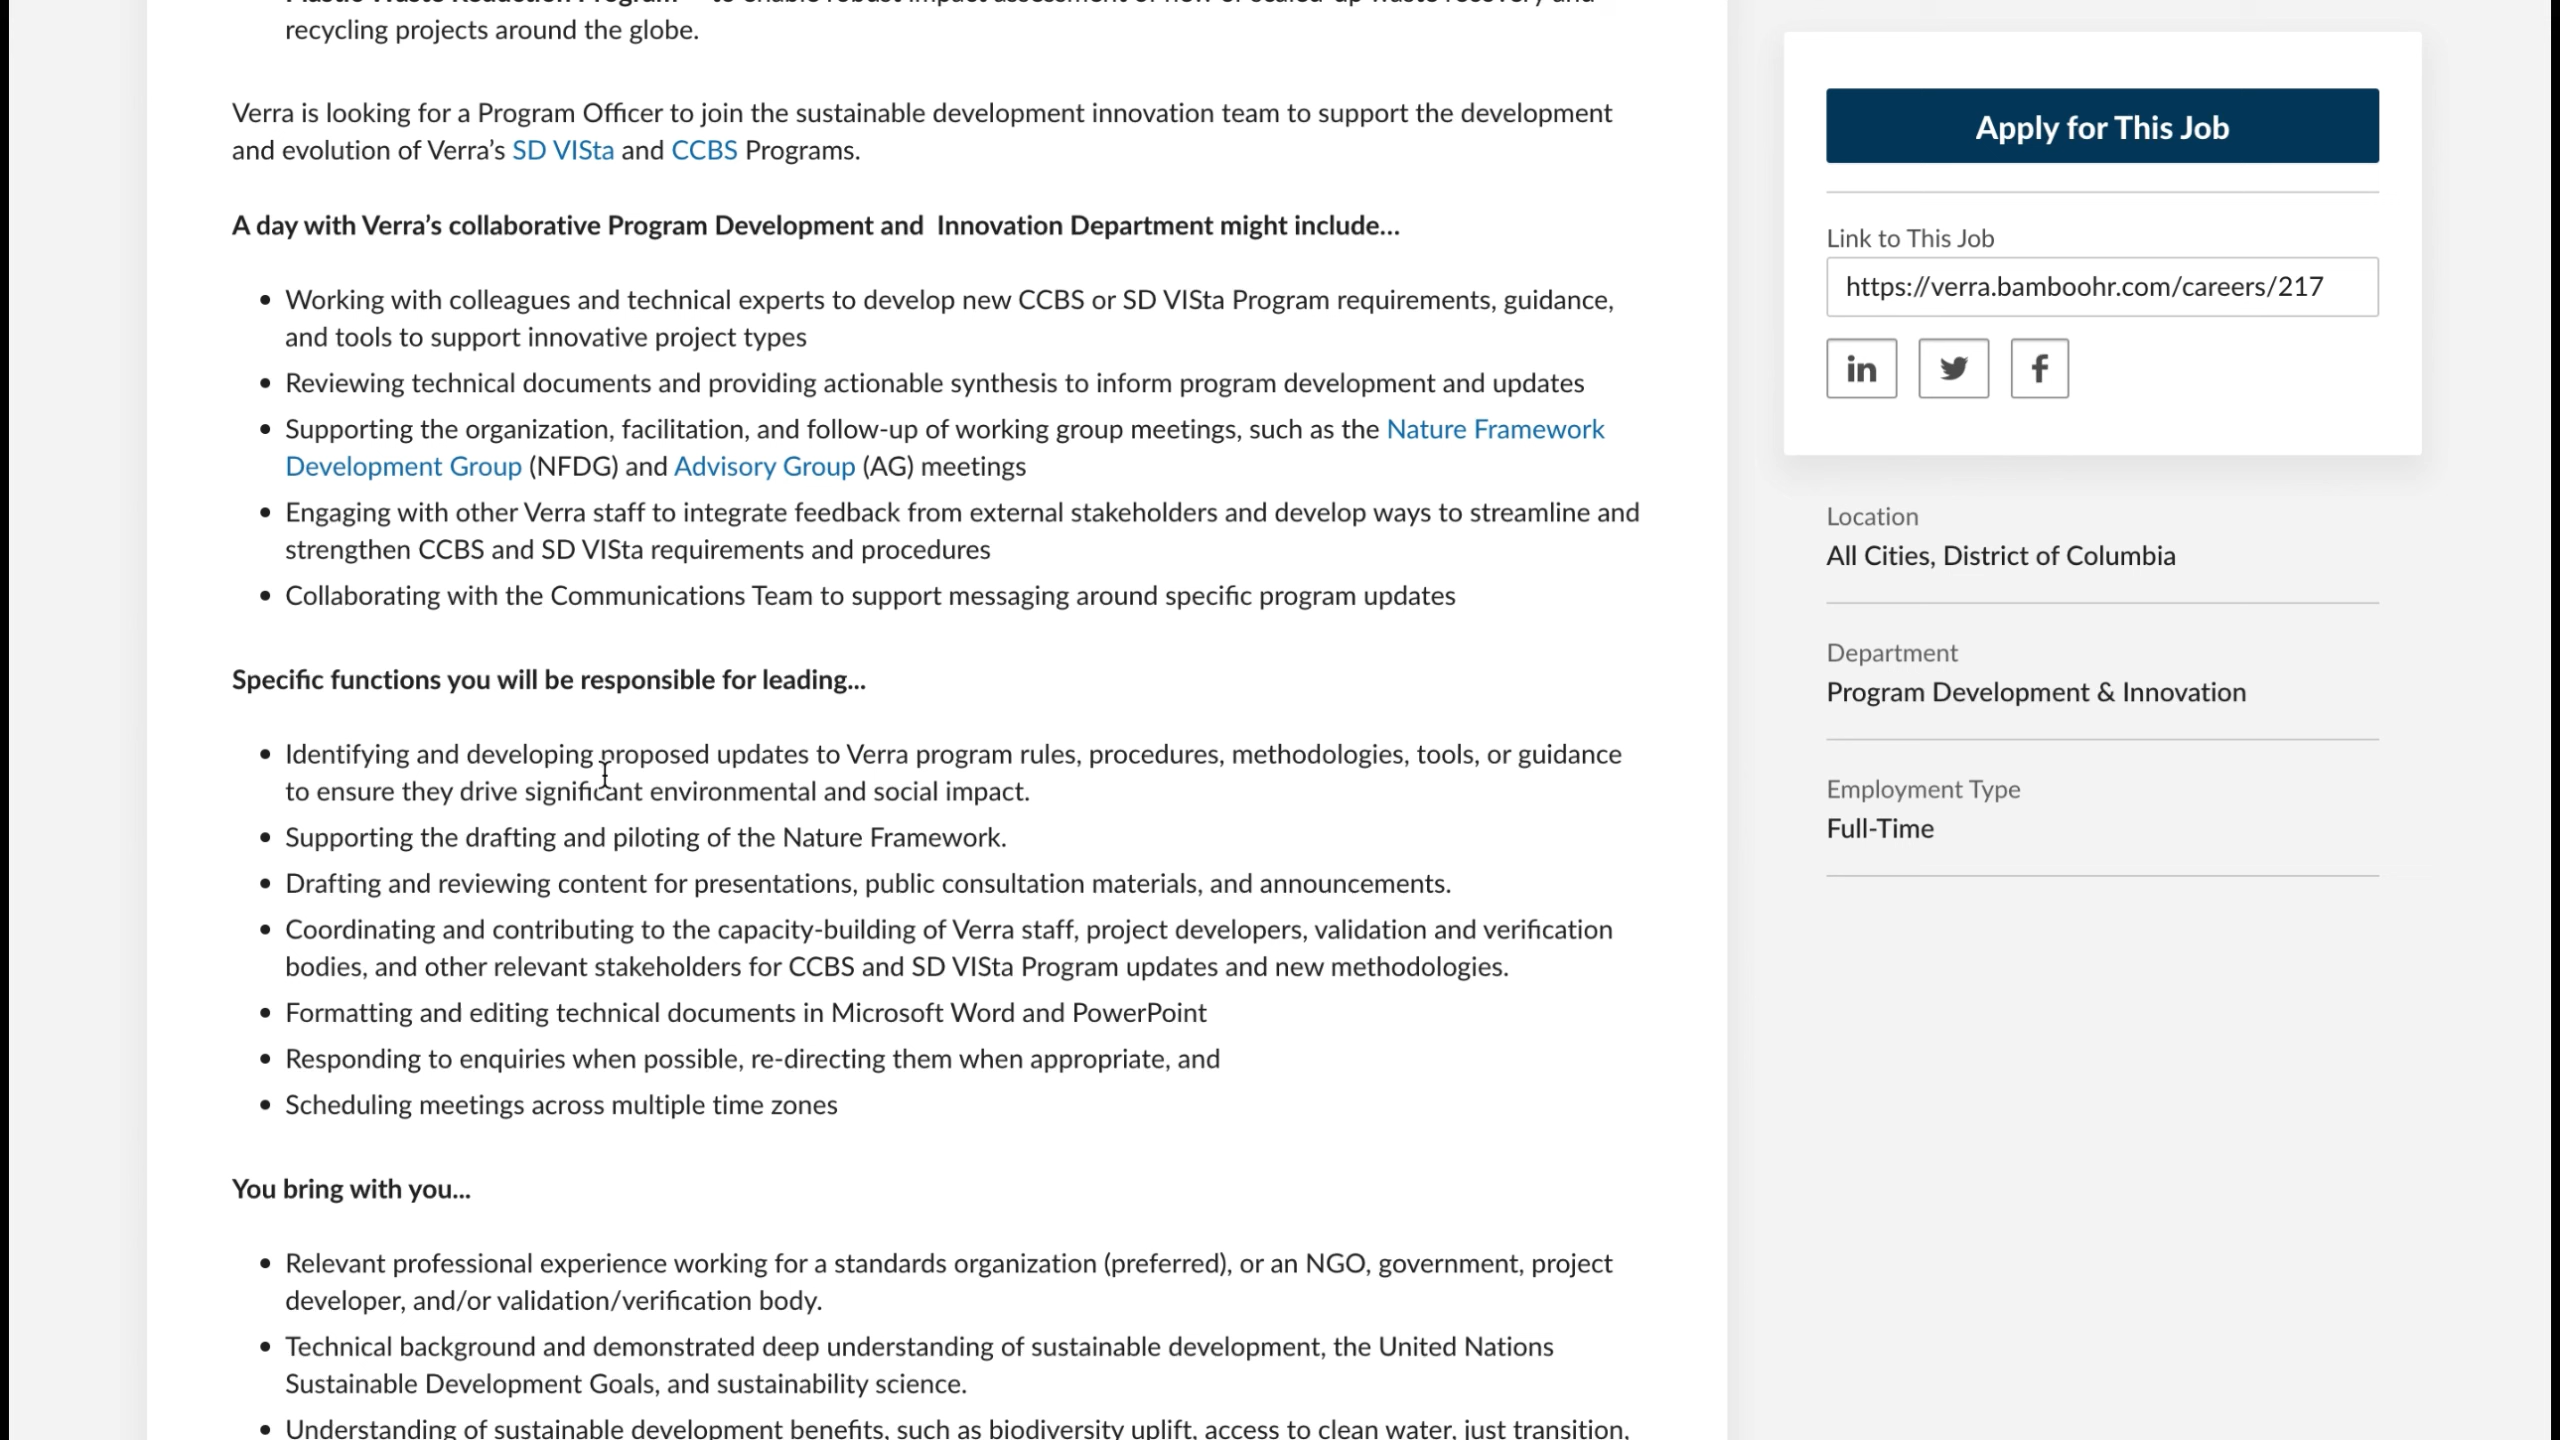 recycling projects around the globe.
Verra is looking for a Program Officer to join the sustainable development innovation team to support the development
and evolution of Verra’s SD VISta and CCBS Programs.
A day with Verra’s collaborative Program Development and  Innovation Department might include...
• Working with colleagues and technical experts to develop new CCBS or SD VISta Program requirements, guidance,
and tools to support innovative project types
• Reviewing technical documents and providing actionable synthesis to inform program development and updates
• Supporting the organization, facilitation, and follow-up of working group meetings, such as the Nature Framework
Development Group (NFDG) and Advisory Group (AG) meetings
• Engaging with other Verra staff to integrate feedback from external stakeholders and develop ways to streamline and
strengthen CCBS and SD VISta requirements and procedures
• Collaborating with the Communications Team to support messaging around specific program updates
Specific functions you will be responsible for leading...
• Identifying and developing proposed updates to Verra program rules, procedures, methodologies, tools, or guidance
to ensure they drive significant environmental and social impact.
• Supporting the drafting and piloting of the Nature Framework.
• Drafting and reviewing content for presentations, public consultation materials, and announcements.
• Coordinating and contributing to the capacity-building of Verra staff, project developers, validation and verification
bodies, and other relevant stakeholders for CCBS and SD VISta Program updates and new methodologies.
• Formatting and editing technical documents in Microsoft Word and PowerPoint
• Responding to enquiries when possible, re-directing them when appropriate, and
• Scheduling meetings across multiple time zones
You bring with you...
• Relevant professional experience working for a standards organization (preferred), or an NGO, government, project
developer, and/or validation/verification body.
• Technical background and demonstrated deep understanding of sustainable development, the United Nations
Sustainable Development Goals, and sustainability science.
• Understanding of sustainable development benefits, such as biodiversity uplift, access to clean water, just transition,
Apply for This Job
Link to This Job
https://verra.bamboohr.com/careers/217
in
f
Location
All Cities, District of Columbia
Department
Program Development & Innovation
Employment Type
Full-Time